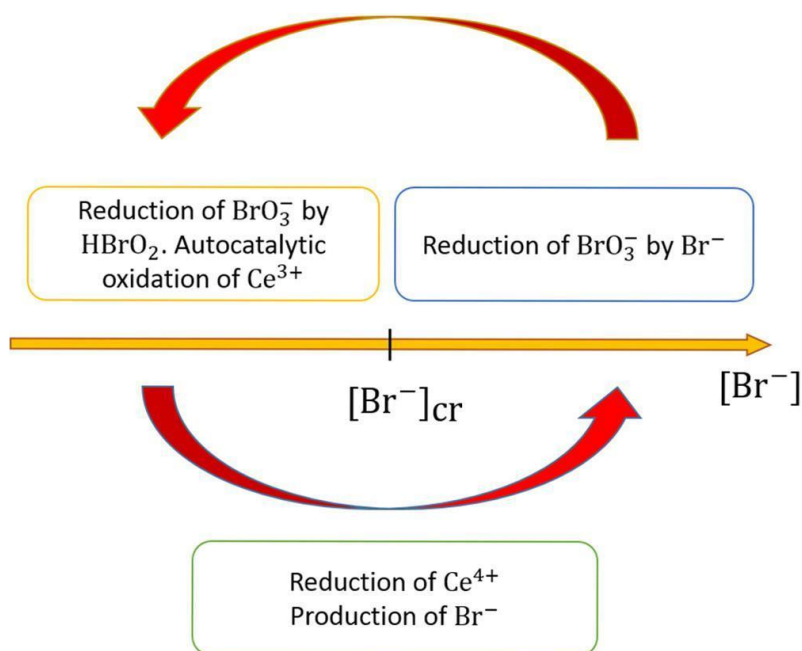 Reduction of BrO₃⁻ by
HBrO₂. Autocatalytic
oxidation of Ce³⁺
Reduction of BrO₃⁻ by Br⁻
[Br⁻]cr
[Br⁻]
Reduction of Ce⁴⁺
Production of Br⁻